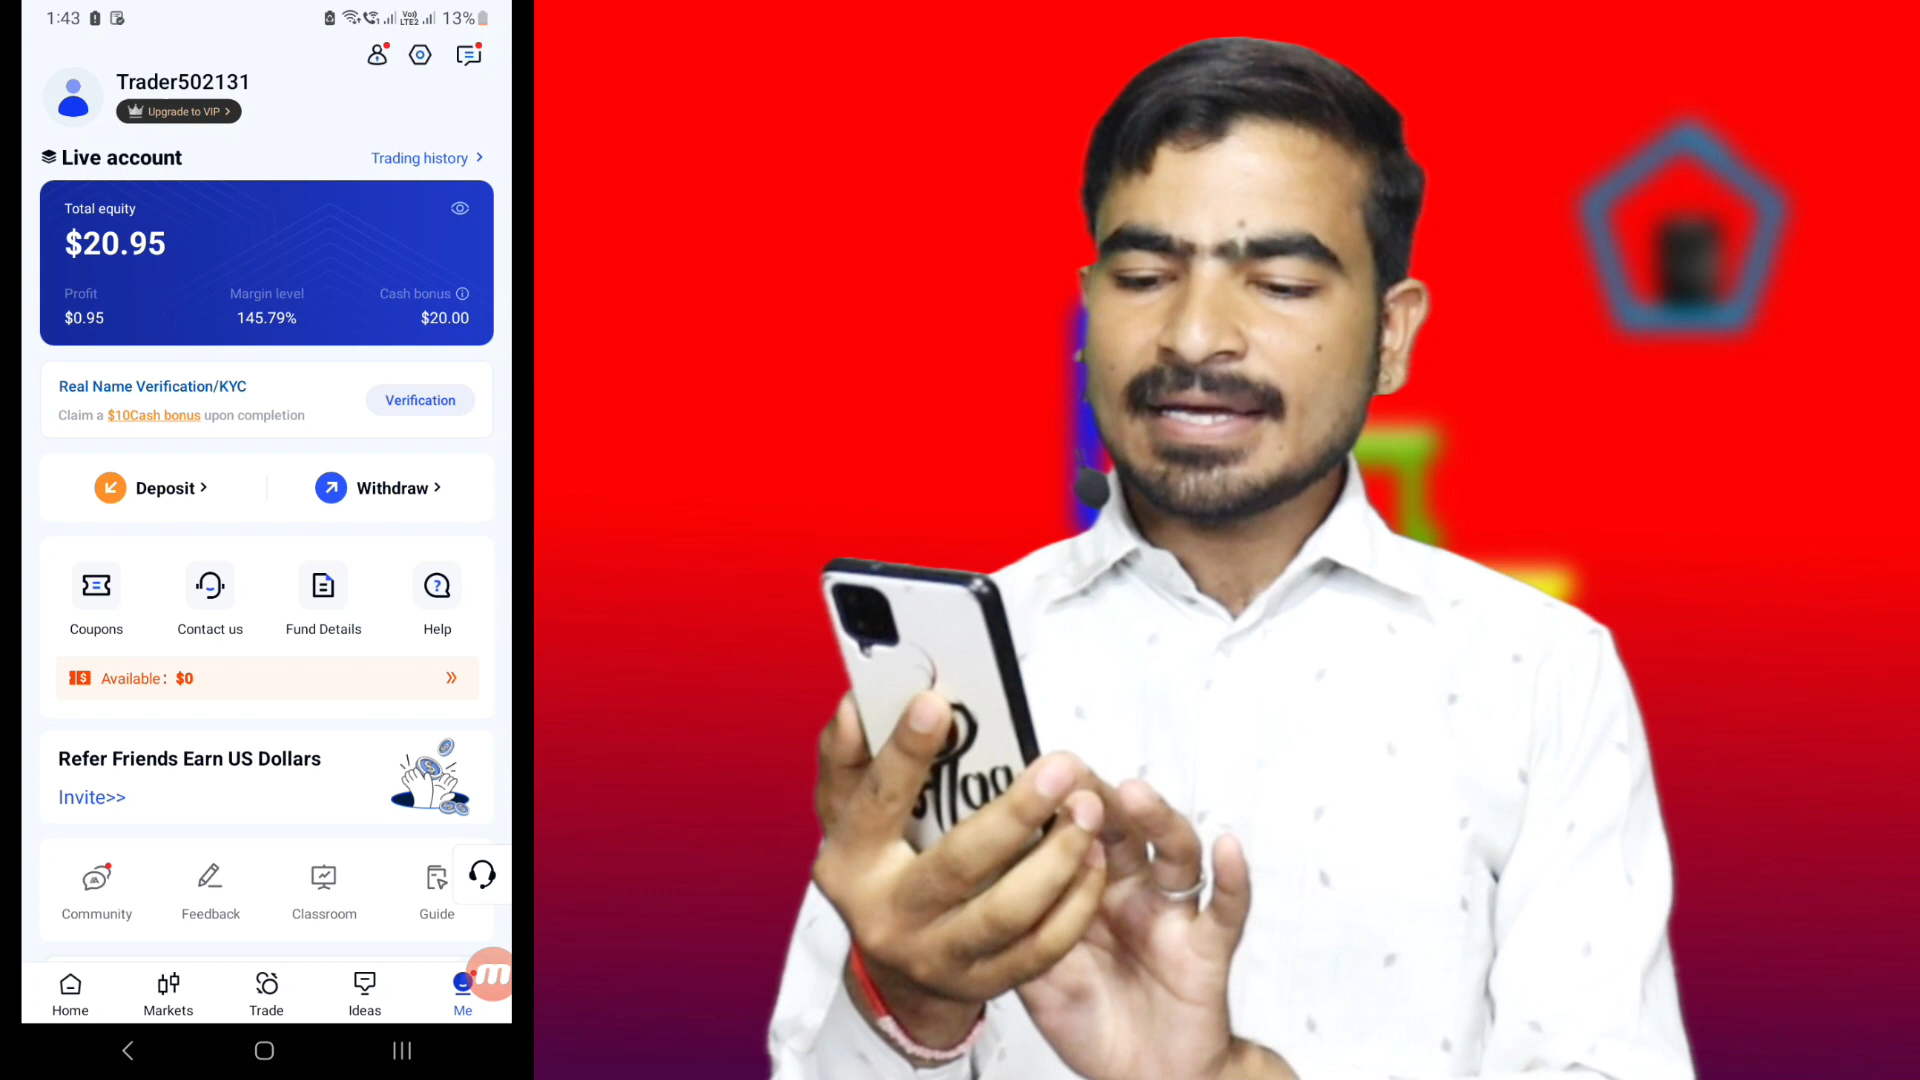 1:43
Voi) LTE2 13%
Trader502131
Upgrade to VIP >
Live account
Trading history >
Total equity
$20.95
Profit Margin level Cash bonus
$0.95 145.79% $20.00
Real Name Verification/KYC
Claim a $10Cash bonus upon completion
Verification
Deposit >
Withdraw >
Coupons Contact us Fund Details Help
Available: $0 »
Refer Friends Earn US Dollars
Invite>>
Community Feedback Classroom Guide
Home Markets Trade Ideas Me
m